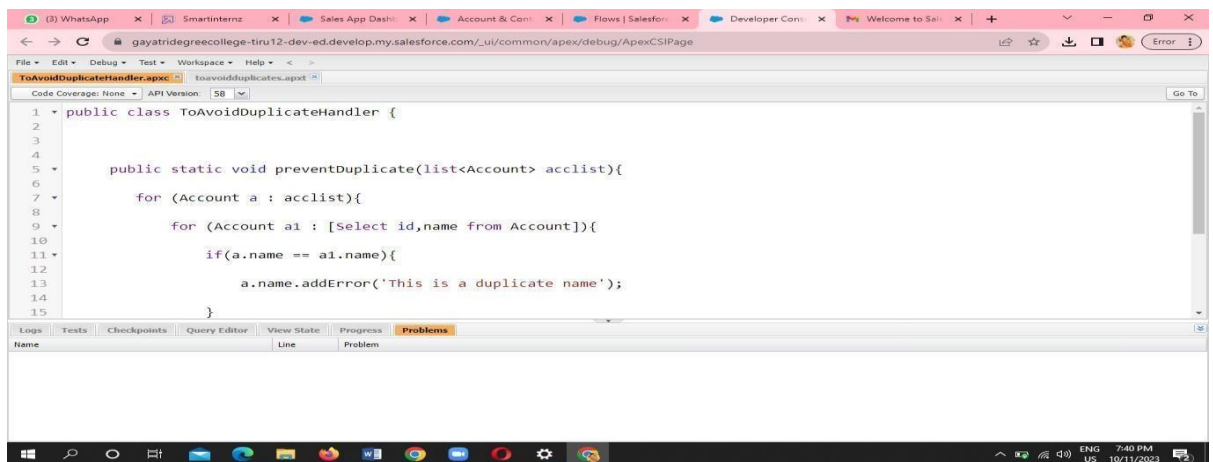 (3) WhatsApp Smartinternz Sales App Dashb Account & Cont Flows | Salesfor Developer Cons Welcome to Sal
gayatridegreecollege-tiru12-dev-ed.develop.my.salesforce.com/_ui/common/apex/debug/ApexCSIPage Error
File Edit Debug Test Workspace Help < >
ToAvoidDuplicateHandler.apxc toavoidduplicates.apxt
Code Coverage: None API Version: 58 Go To
1 public class ToAvoidDuplicateHandler {
2
3
4
5 public static void preventDuplicate(list<Account> acclist){
6
7 for (Account a : acclist){
8
9 for (Account a1 : [Select id,name from Account]){
10
11 if(a.name == a1.name){
12
13 a.name.addError('This is a duplicate name');
14
15 }
Logs Tests Checkpoints Query Editor View State Progress Problems
Name Line Problem
ENG 7:40 PM
US 10/11/2023